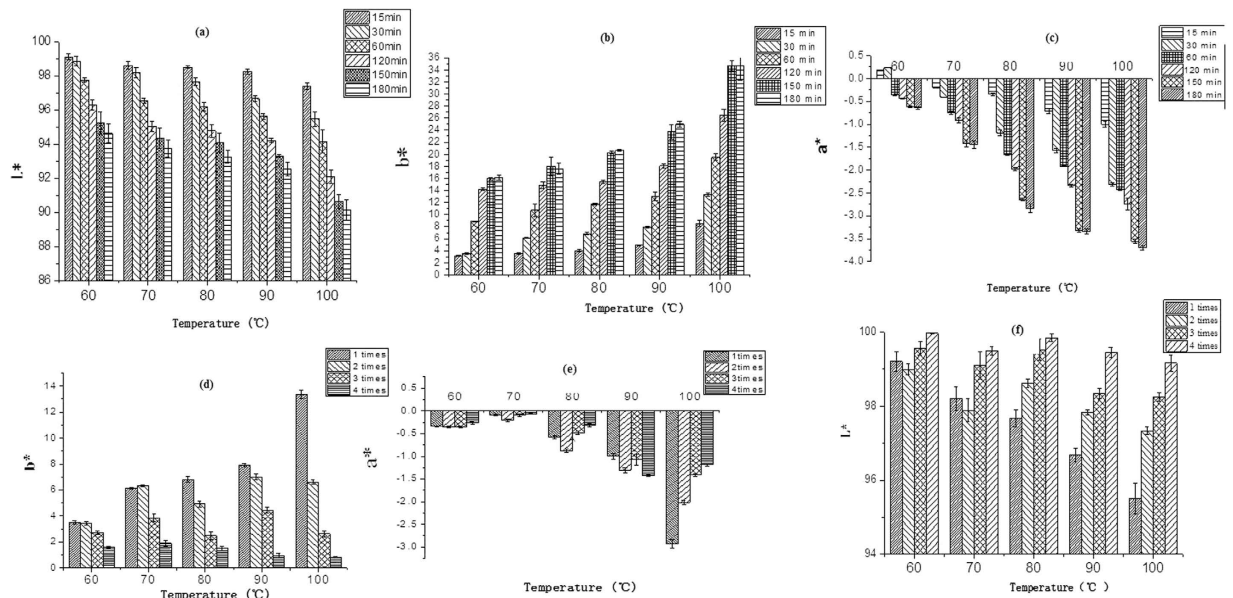 (a)
15min
30min
60min
120min
150min
180min
L*
100
98
96
94
92
90
88
86
60 70 80 90 100
Temperature (℃)
(b)
15 min
30 min
60 min
120 min
150 min
180 min
b*
36
34
32
30
28
26
24
22
20
18
16
14
12
10
8
6
4
2
0
60 70 80 90 100
Temperature (℃)
(c)
15 min
30 min
60 min
120 min
150 min
180 min
a*
0.5
0.0
-0.5
-1.0
-1.5
-2.0
-2.5
-3.0
-3.5
-4.0
60 70 80 90 100
Temperature (℃)
(d)
1 times
2 times
3 times
4 times
b*
14
12
10
8
6
4
2
0
60 70 80 90 100
Temperature (℃)
(e)
1times
2times
3times
4times
a*
0.0
-0.5
-1.0
-1.5
-2.0
-2.5
-3.0
60 70 80 90 100
Temperature (℃)
(f)
1 times
2 times
3 times
4 times
L*
100
98
96
94
60 70 80 90 100
Temperature (℃ )